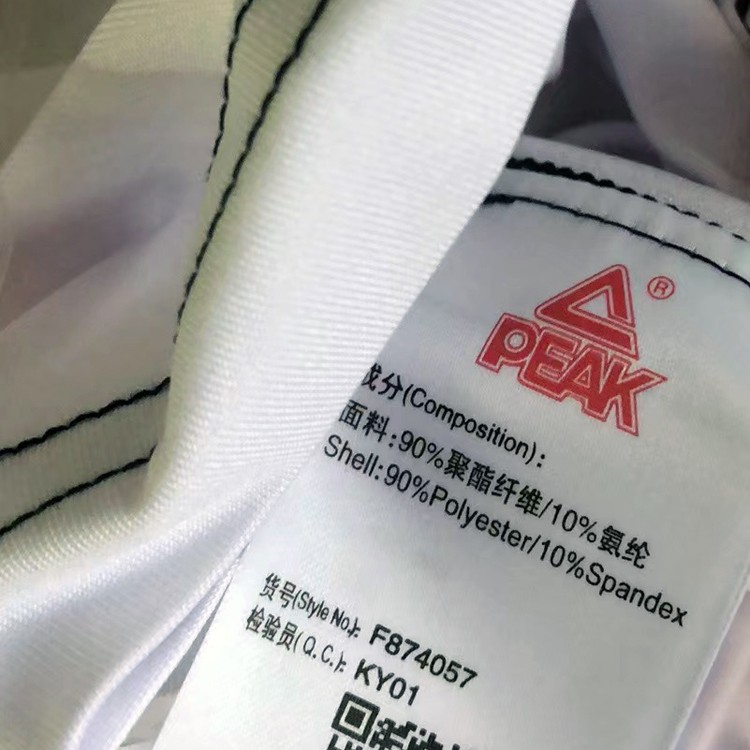 ®
PEAK
成分(Composition):
面料:90%聚酯纤维/10%氨纶
Shell:90%Polyester/10%Spandex
货号(Style No.): F874057
检验员(Q.C.): KY01